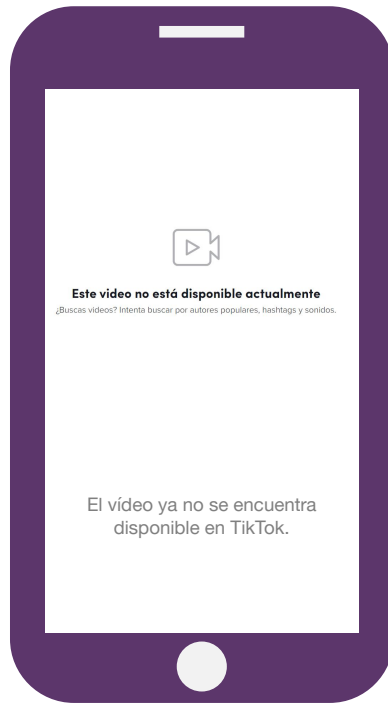 Este video no está disponible actualmente
¿Buscas videos? Intenta buscar por autores populares, hashtags y sonidos.
El vídeo ya no se encuentra
disponible en TikTok.